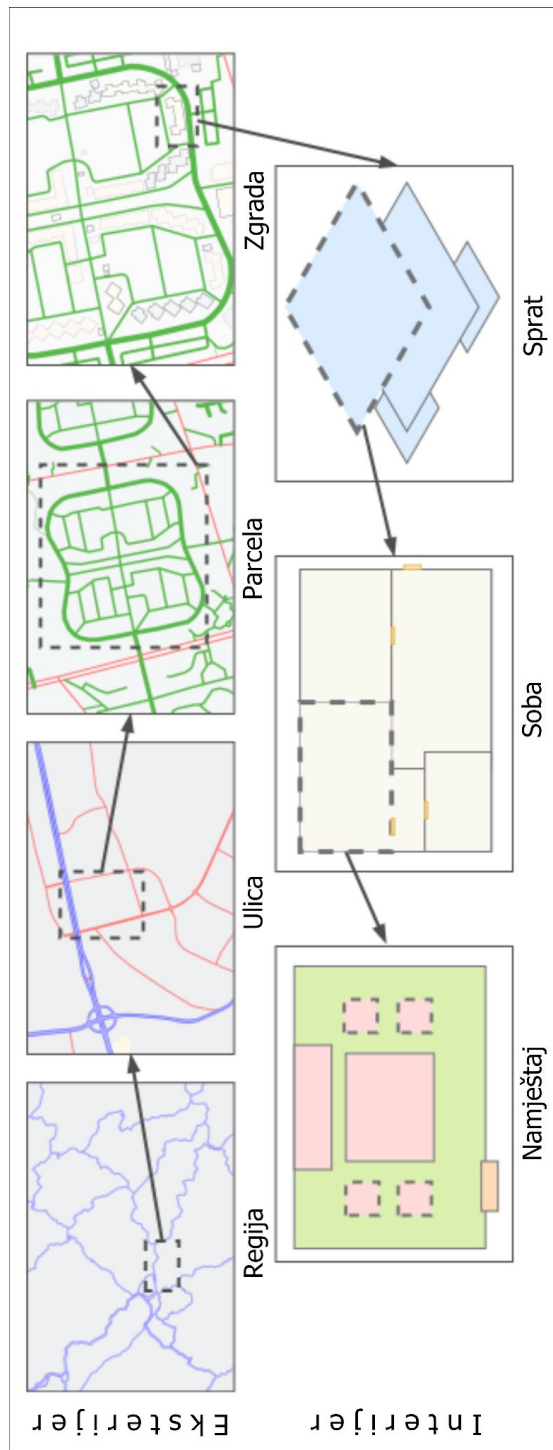 Eksterijer
Regija
Ulica
Parcela
Zgrada
Interijer
Namještaj
Soba
Sprat